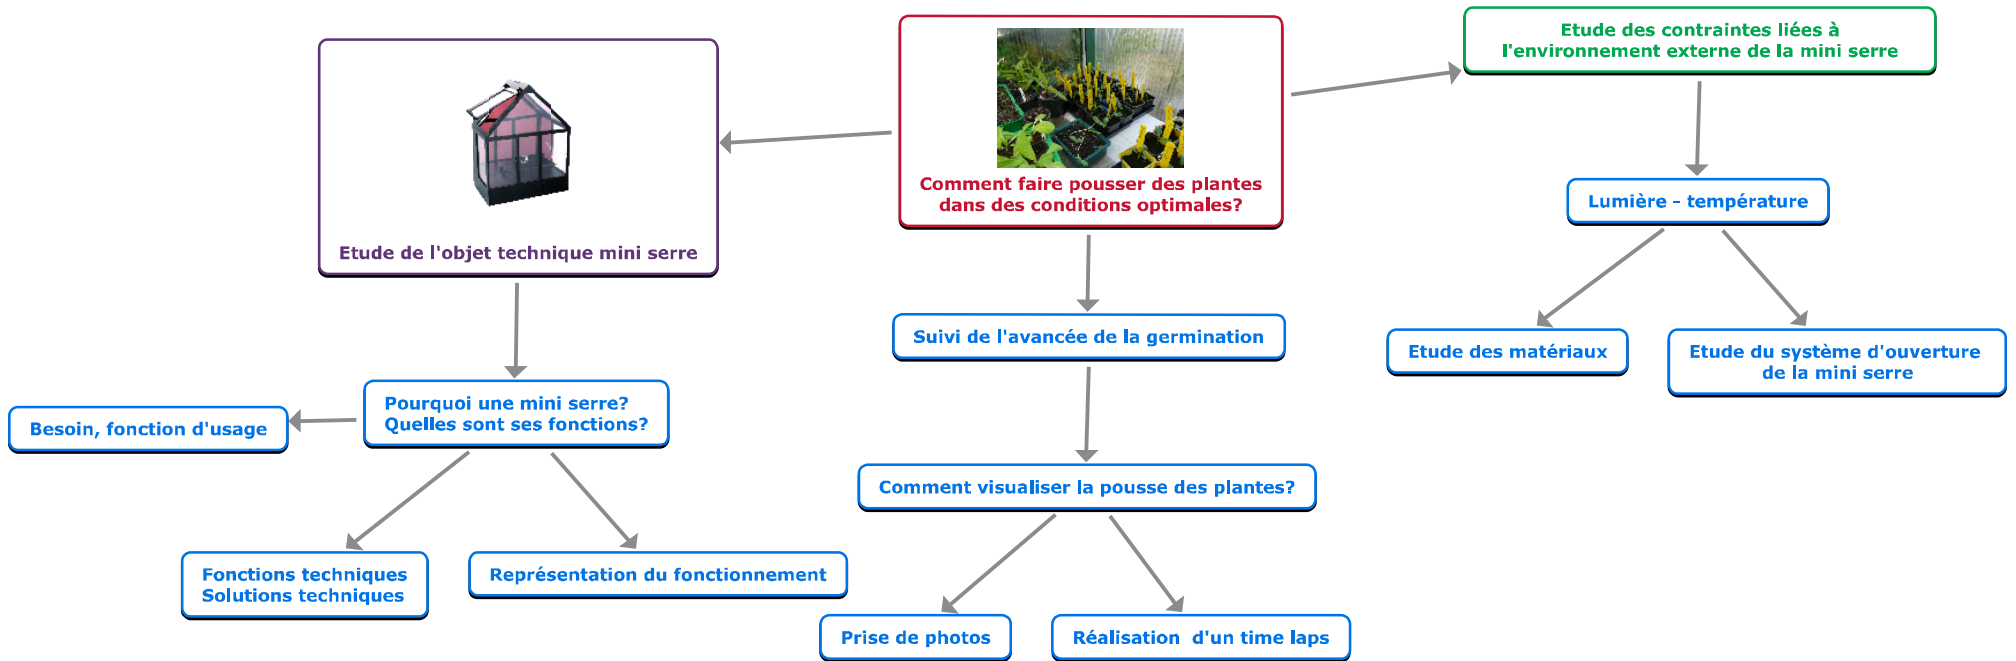 Etude des contraintes liées à
l'environnement externe de la mini serre
Comment faire pousser des plantes
dans des conditions optimales?
Etude de l'objet technique mini serre
Lumière - température
Suivi de l'avancée de la germination
Etude des matériaux
Etude du système d'ouverture
de la mini serre
Pourquoi une mini serre?
Quelles sont ses fonctions?
Besoin, fonction d'usage
Comment visualiser la pousse des plantes?
Fonctions techniques
Solutions techniques
Représentation du fonctionnement
Prise de photos
Réalisation  d'un time laps